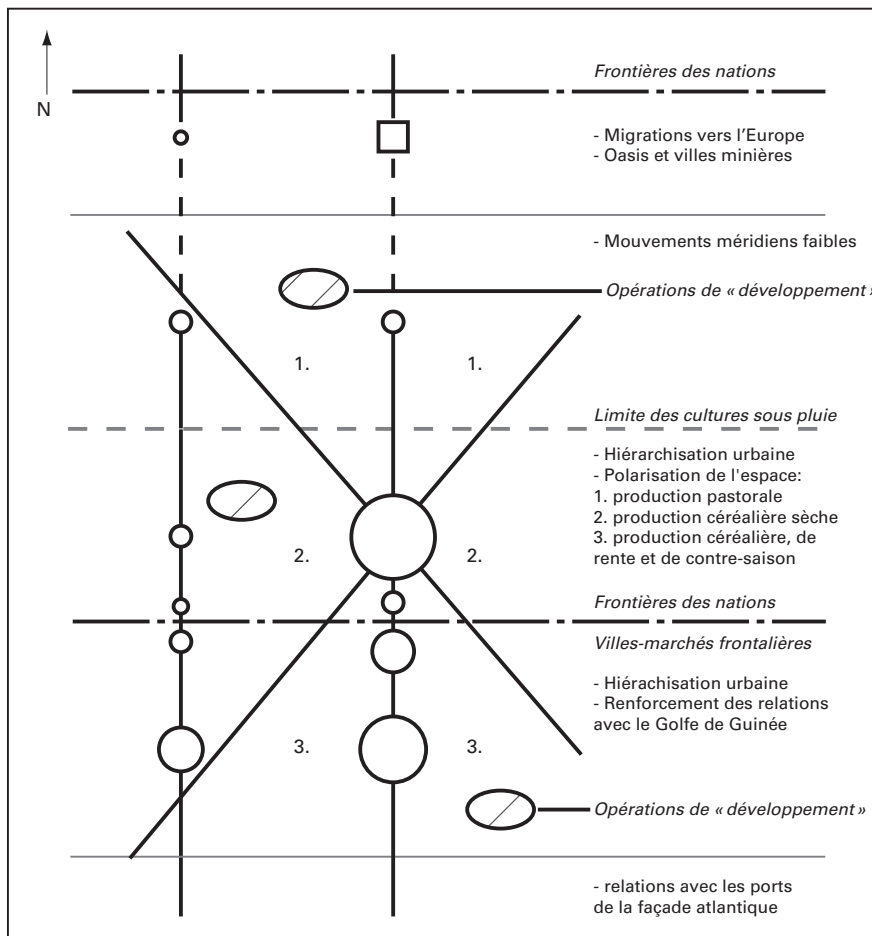 Frontières des nations
N
- Migrations vers l'Europe
- Oasis et villes minières
- Mouvements méridiens faibles
Opérations de « développement »
1.
1.
Limite des cultures sous pluie
- Hiérarchisation urbaine
- Polarisation de l'espace:
1. production pastorale
2. production céréalière sèche
3. production céréalière, de
rente et de contre-saison
2.
2.
Frontières des nations
Villes-marchés frontalières
- Hiérachisation urbaine
- Renforcement des relations
avec le Golfe de Guinée
3.
3.
Opérations de « développement »
- relations avec les ports
de la façade atlantique